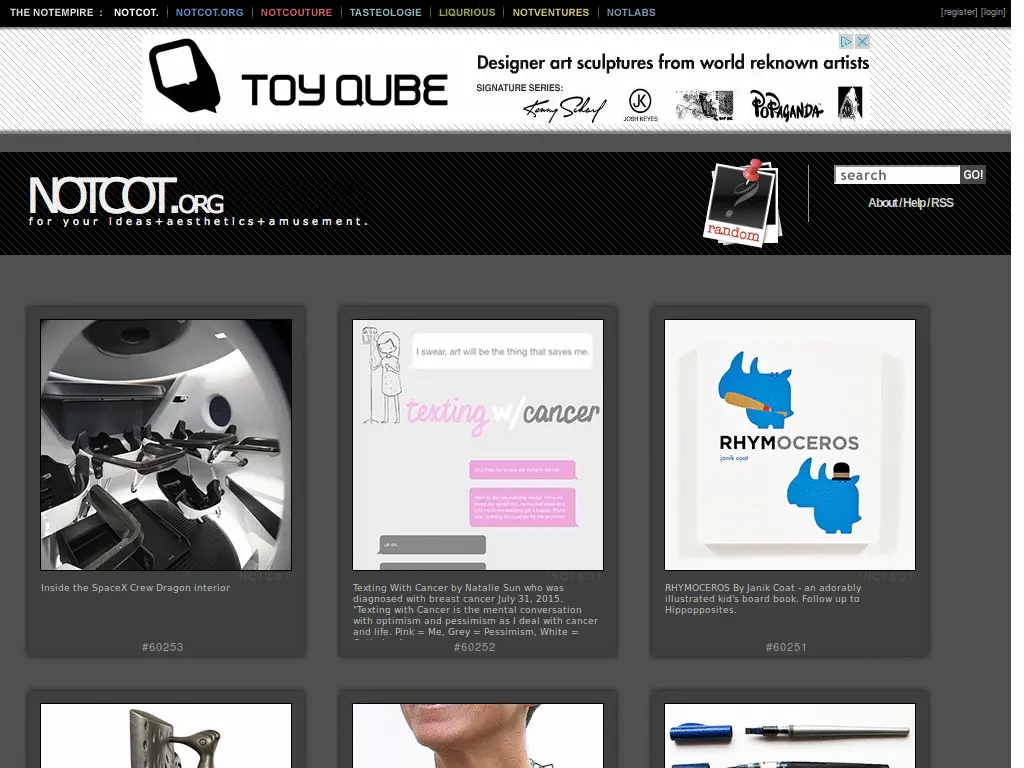 THE NOTEMPIRE : NOTCOT. NOTCOT.ORG NOTCOUTURE TASTEOLOGIE LIQURIOUS NOTVENTURES NOTLABS [register] [login]
TOY QUBE
Designer art sculptures from world reknown artists
SIGNATURE SERIES:
Kenny Scharf
JK
JOSH KEYES
POPAGANDA
NOTCOT.ORG
for your ideas+aesthetics+amusement.
?
random
search GO!
About / Help / RSS
I swear, art will be the thing that saves me.
texting w/ cancer
uh oh.
RHYMOCEROS
janik coat
NOTCOT
NOTCOT
NOTCOT
Inside the SpaceX Crew Dragon interior
#60253
Texting With Cancer by Natalie Sun who was
diagnosed with breast cancer July 31, 2015.
"Texting with Cancer is the mental conversation
with optimism and pessimism as I deal with cancer
and life. Pink = Me, Grey = Pessimism, White =
#60252
RHYMOCEROS By Janik Coat - an adorably
illustrated kid's board book. Follow up to
Hippopposites.
#60251